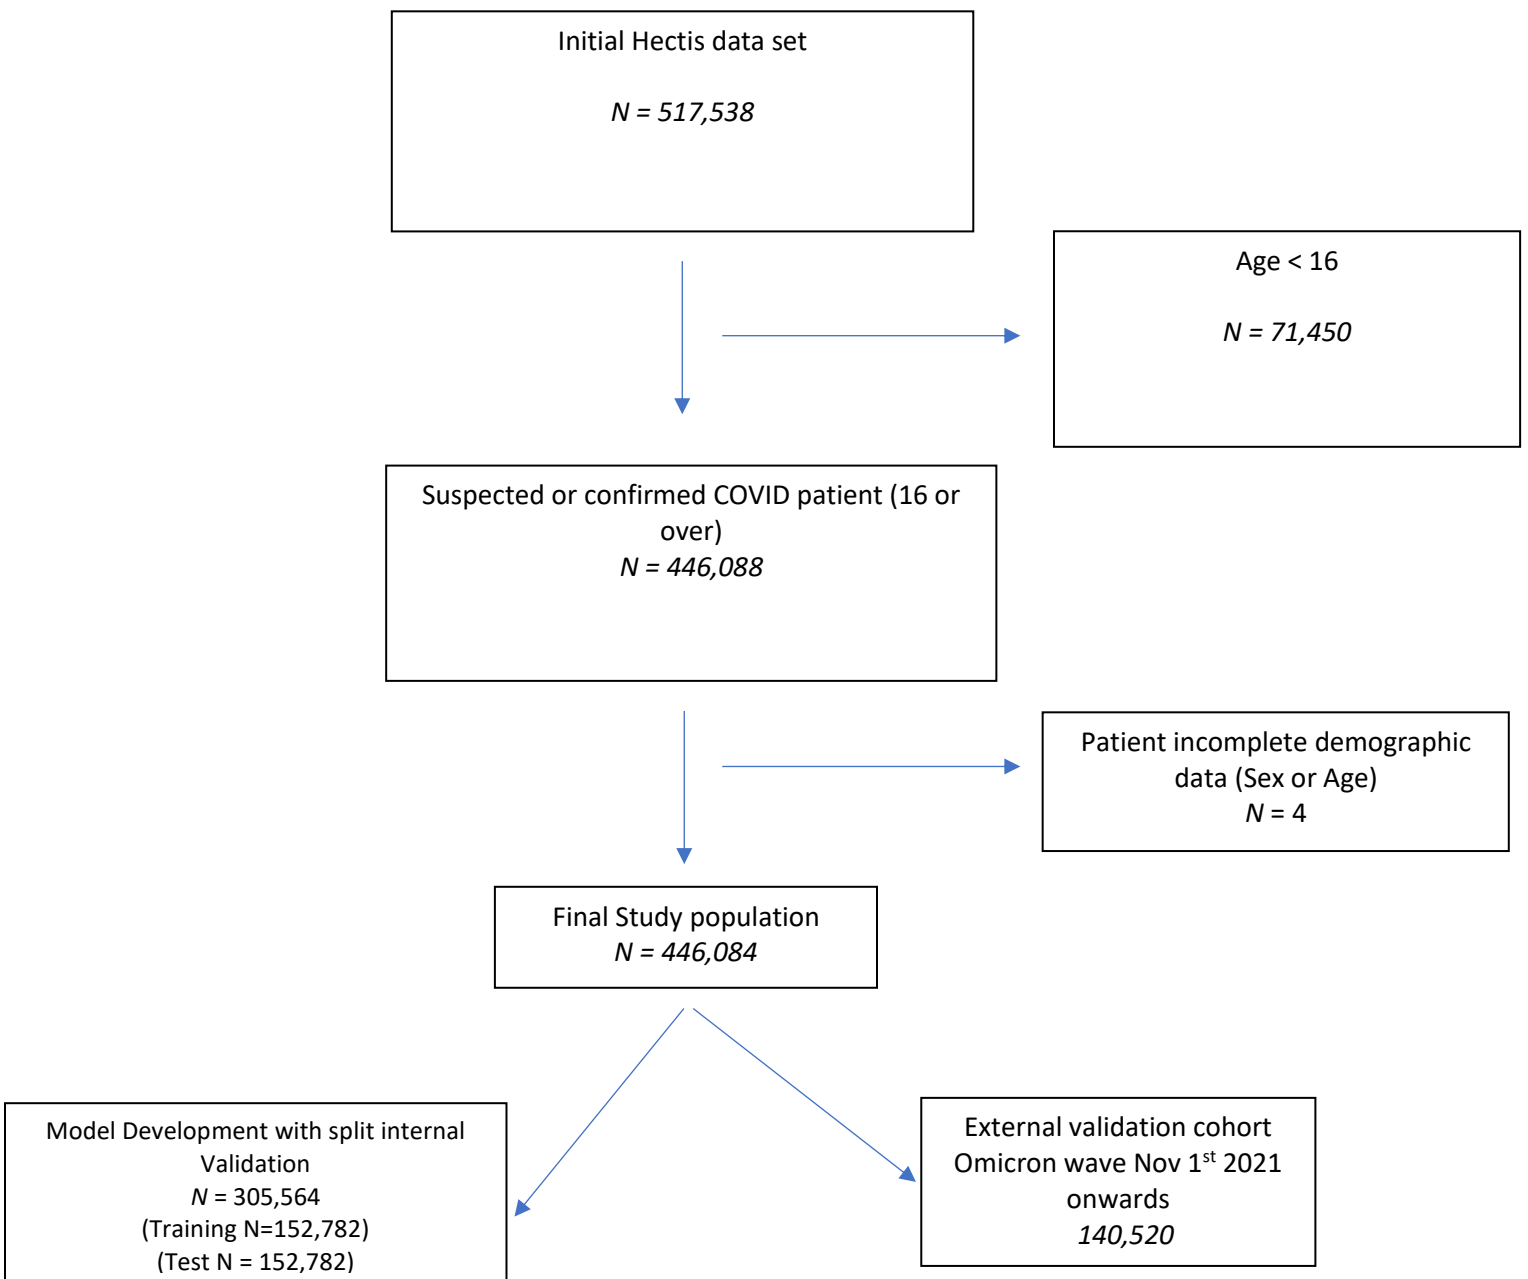 Initial Hectis data set
N = 517,538
Age < 16
N = 71,450
Suspected or confirmed COVID patient (16 or
over)
N = 446,088
Patient incomplete demographic
data (Sex or Age)
N = 4
Final Study population
N = 446,084
Model Development with split internal
Validation
N = 305,564
(Training N=152,782)
(Test N = 152,782)
External validation cohort
Omicron wave Nov 1st 2021
onwards
140,520